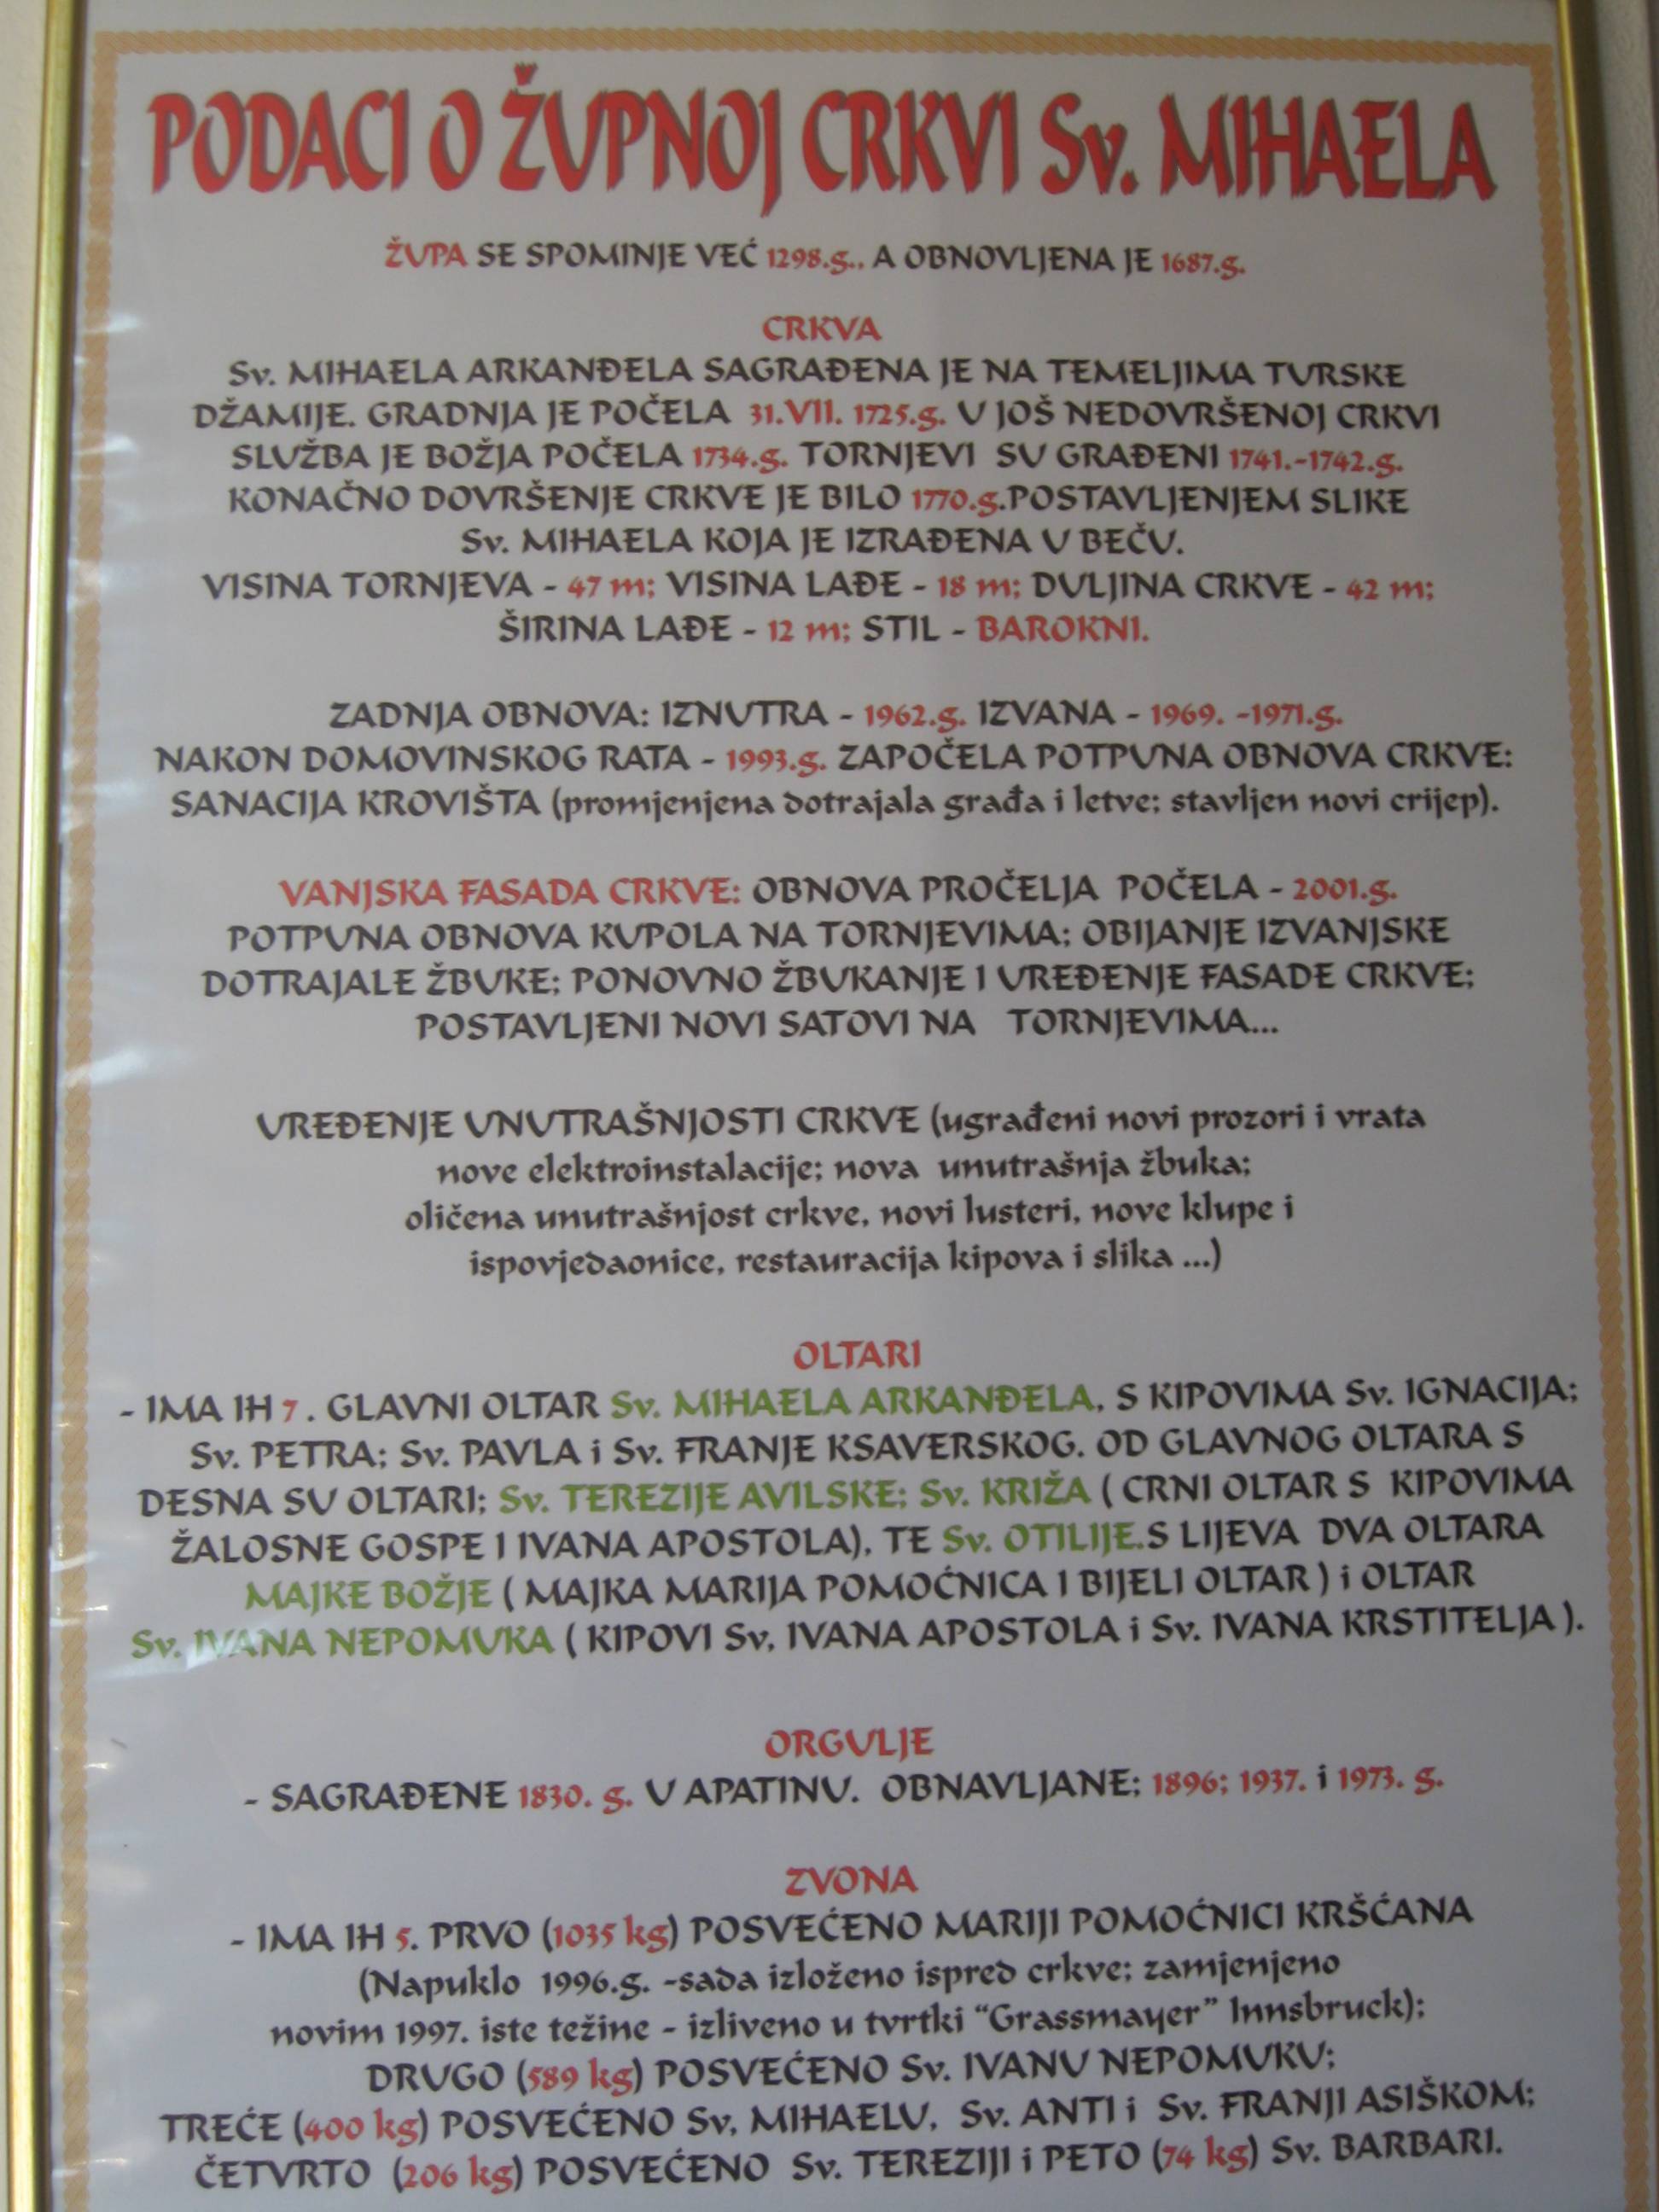 PODACI O ŽUPNOJ CRKVI Sv. MIHAELA
ŽUPA SE SPOMINJE VEĆ 1298.g., A OBNOVLJENA JE 1687.g.
CRKVA
Sv. MIHAELA ARKANĐELA SAGRAĐENA JE NA TEMELJIMA TURSKE
DŽAMIJE. GRADNJA JE POČELA 31.VII. 1725.g. U JOŠ NEDOVRŠENOJ CRKVI
SLUŽBA JE BOŽJA POČELA 1734.g. TORNJEVI SU GRAĐENI 1741.-1742.g.
KONAČNO DOVRŠENJE CRKVE JE BILO 1770.g.POSTAVLJENJEM SLIKE
Sv. MIHAELA KOJA JE IZRAĐENA U BEČU.
VISINA TORNJEVA - 47 m; VISINA LAĐE - 18 m; DULJINA CRKVE - 42 m;
ŠIRINA LAĐE - 12 m; STIL - BAROKNI.
ZADNJA OBNOVA: IZNUTRA - 1962.g. IZVANA - 1969. -1971.g.
NAKON DOMOVINSKOG RATA - 1993.g. ZAPOČELA POTPUNA OBNOVA CRKVE:
SANACIJA KROVIŠTA (promjenjena dotrajala građa i letve; stavljen novi crijep).
VANJSKA FASADA CRKVE: OBNOVA PROČELJA POČELA - 2001.g.
POTPUNA OBNOVA KUPOLA NA TORNJEVIMA; OBIJANJE IZVANJSKE
DOTRAJALE ŽBUKE; PONOVNO ŽBUKANJE I UREĐENJE FASADE CRKVE;
POSTAVLJENI NOVI SATOVI NA TORNJEVIMA...
UREĐENJE UNUTRAŠNJOSTI CRKVE (ugrađeni novi prozori i vrata
nove elektroinstalacije; nova unutrašnja žbuka;
oličena unutrašnjost crkve, novi lusteri, nove klupe i
ispovjedaonice, restauracija kipova i slika ...)
OLTARI
- IMA IH 7 . GLAVNI OLTAR Sv. MIHAELA ARKANĐELA, S KIPOVIMA Sv. IGNACIJA;
Sv. PETRA; Sv. PAVLA i Sv. FRANJE KSAVERSKOG. OD GLAVNOG OLTARA S
DESNA SU OLTARI; Sv. TEREZIJE AVILSKE; Sv. KRIŽA ( CRNI OLTAR S KIPOVIMA
ŽALOSNE GOSPE I IVANA APOSTOLA), TE Sv. OTILIJE.S LIJEVA DVA OLTARA
MAJKE BOŽJE ( MAJKA MARIJA POMOĆNICA I BIJELI OLTAR ) i OLTAR
Sv. IVANA NEPOMUKA ( KIPOVI Sv, IVANA APOSTOLA i Sv. IVANA KRSTITELJA ).
ORGULJE
- SAGRAĐENE 1830. g. U APATINU. OBNAVLJANE; 1896; 1937. i 1973. g.
ZVONA
- IMA IH 5. PRVO (1035 kg) POSVEĆENO MARIJI POMOĆNICI KRŠĆANA
(Napuklo 1996.g. -sada izloženo ispred crkve; zamjenjeno
novim 1997. iste težine - izliveno u tvrtki “Grassmayer” Innsbruck);
DRUGO (589 kg) POSVEĆENO Sv. IVANU NEPOMUKU;
TREĆE (400 kg) POSVEĆENO Sv, MIHAELU, Sv. ANTI i Sv. FRANJI ASIŠKOM;
ČETVRTO (206 kg) POSVEĆENO Sv. TEREZIJI i PETO (74 kg) Sv. BARBARI.